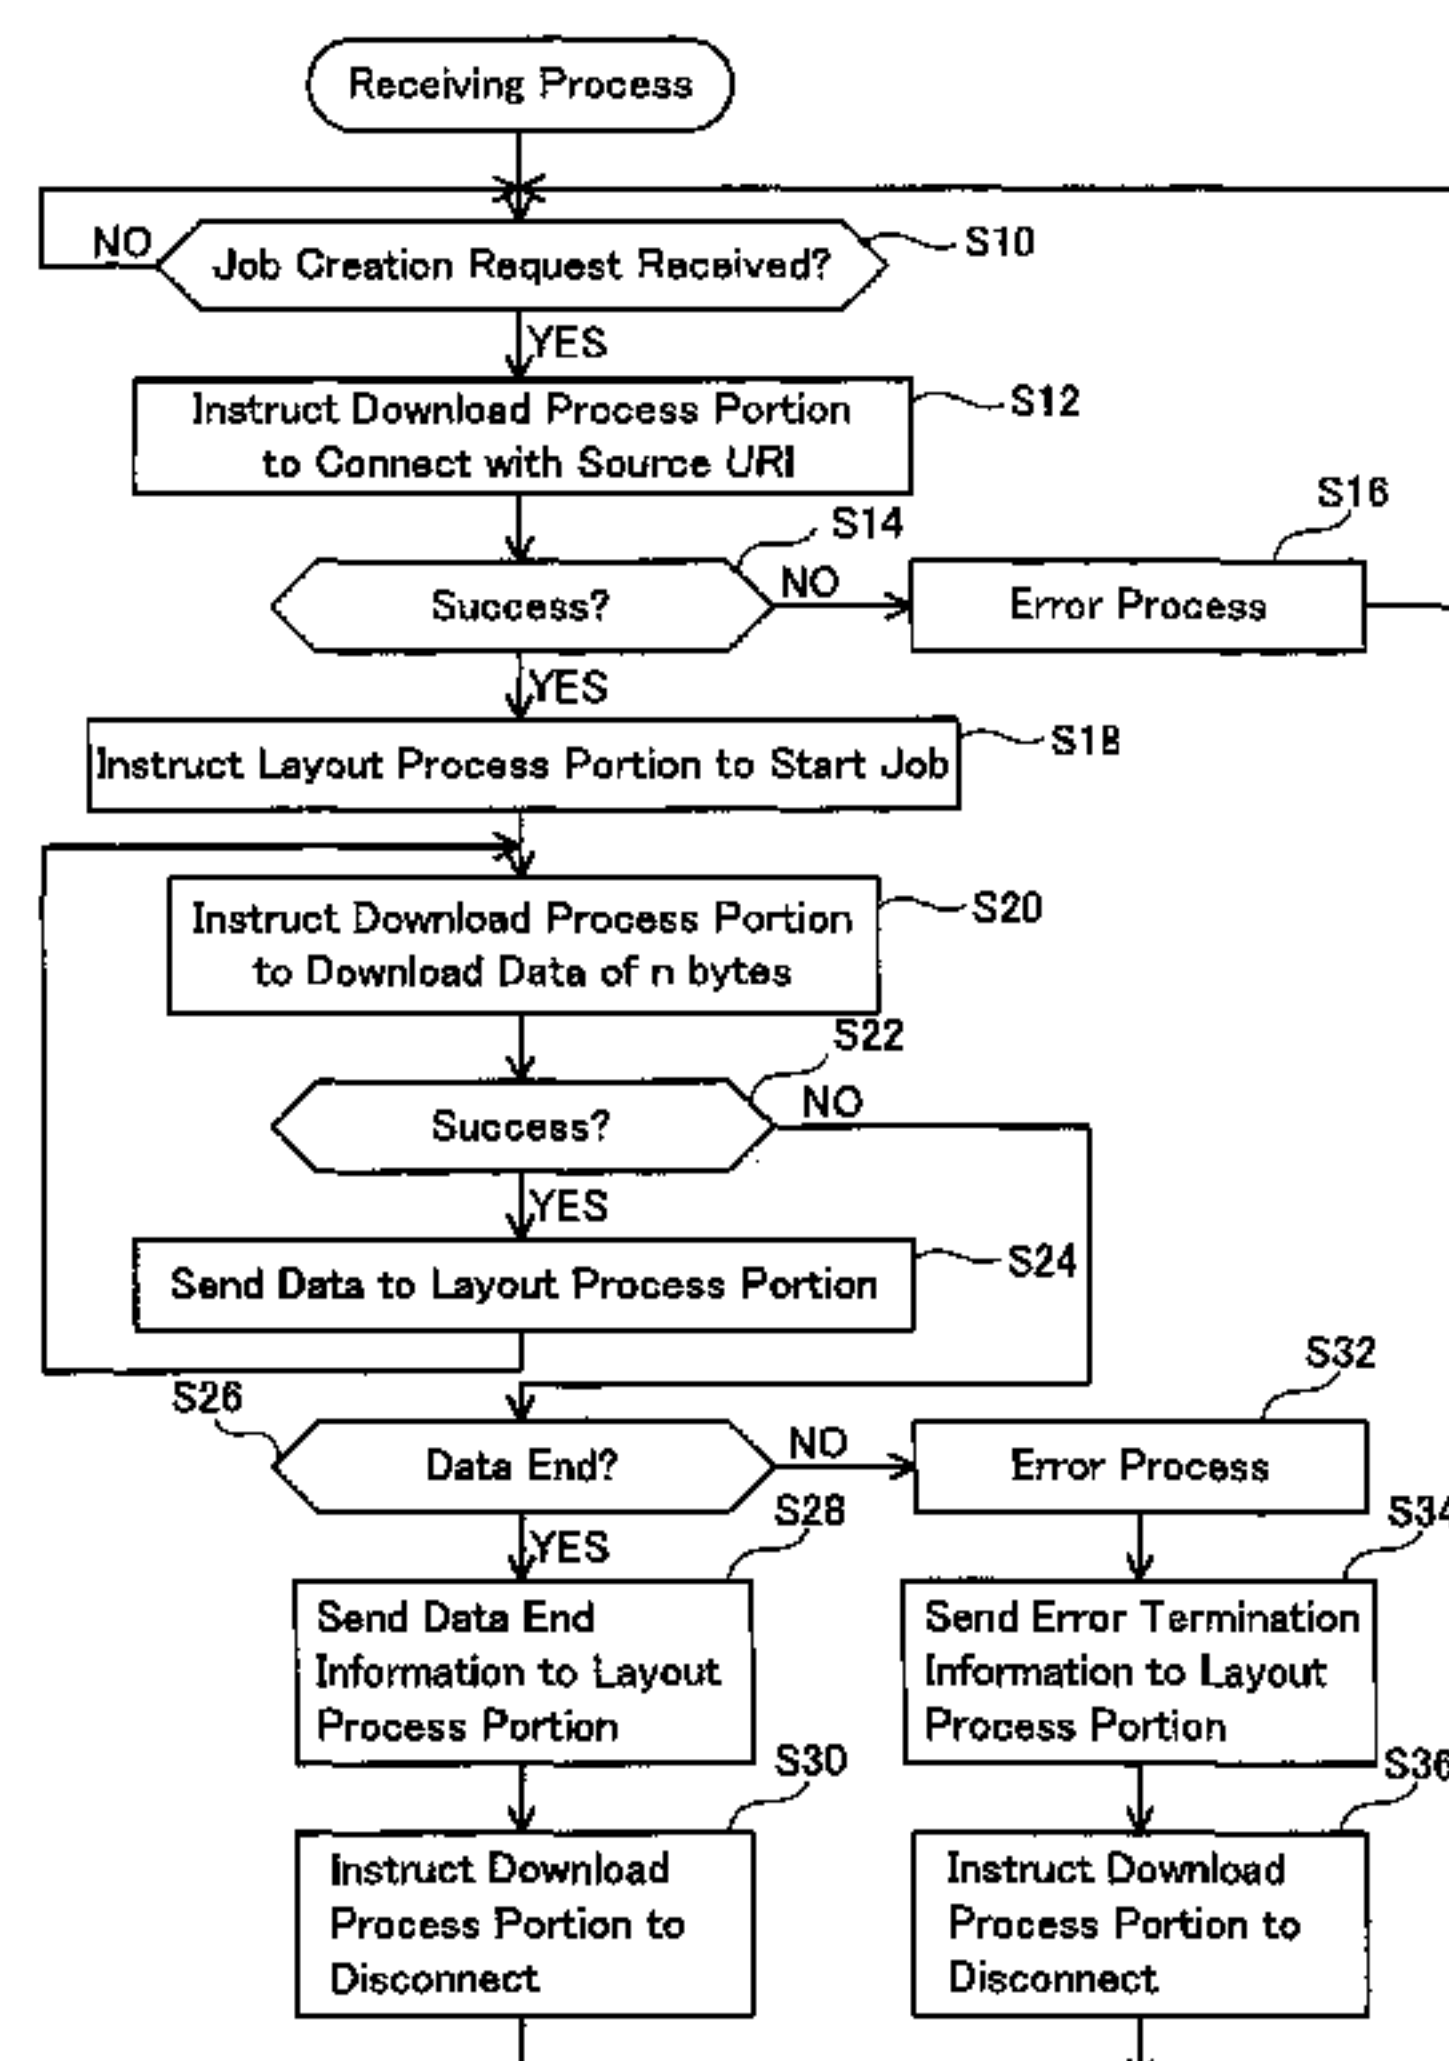 Receiving Process
NO
Job Creation Request Received?
S10
YES
Instruct Download Process Portion
to Connect with Source URI
S12
S14
Success?
NO
S16
Error Process
YES
Instruct Layout Process Portion to Start Job
S18
Instruct Download Process Portion
to Download Data of n bytes
S20
S22
Success?
NO
YES
Send Data to Layout Process Portion
S24
S26
Data End?
NO
S32
Error Process
YES
S28
Send Data End
Information to Layout
Process Portion
S34
Send Error Termination
Information to Layout
Process Portion
S30
Instruct Download
Process Portion to
Disconnect
S36
Instruct Download
Process Portion to
Disconnect